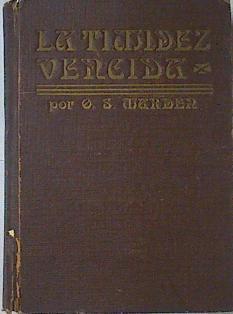 LA TIMIDEZ
VENCIDA
por O. S. MARDEN